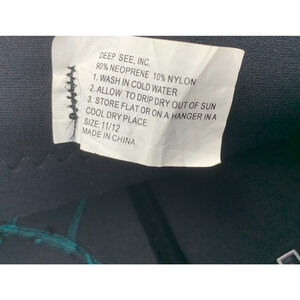 DEEP SEE, INC.
90% NEOPRENE 10% NYLON
1. WASH IN COLD WATER
2. ALLOW TO DRIP DRY OUT OF SUN
3. STORE FLAT OR ON A HANGER IN A
COOL DRY PLACE
SIZE: 11/12
MADE IN CHINA